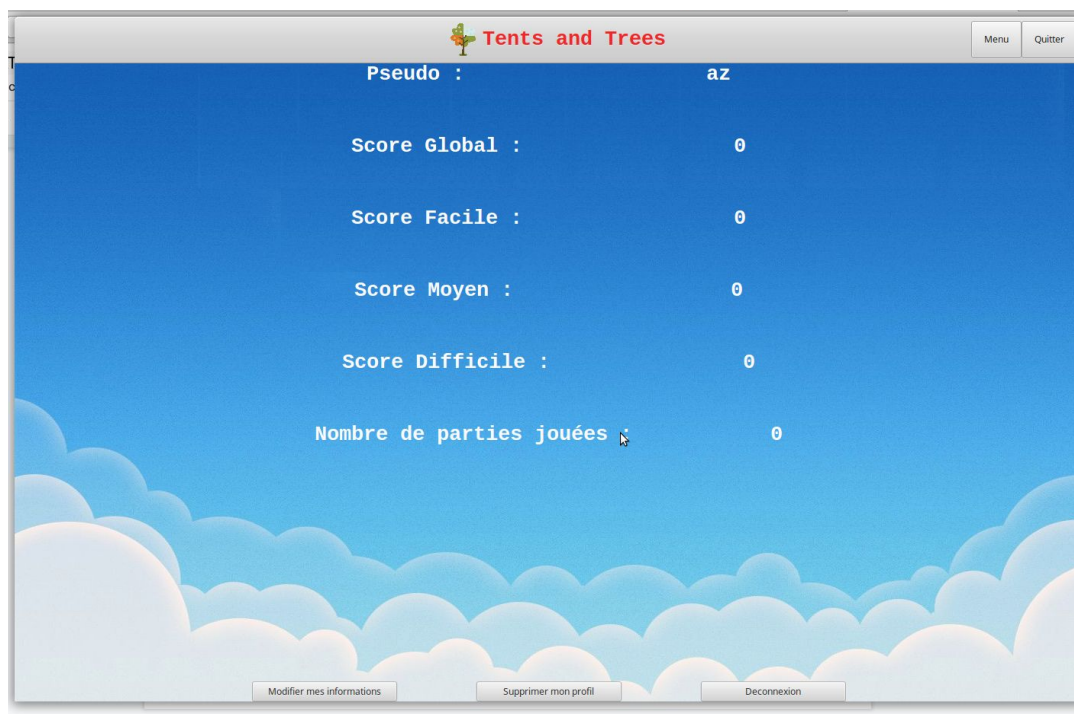 Tents and Trees
Menu Quitter
Pseudo : az
Score Global : 0
Score Facile : 0
Score Moyen : 0
Score Difficile : 0
Nombre de parties jouées : 0
Modifier mes informations Supprimer mon profil Deconnexion